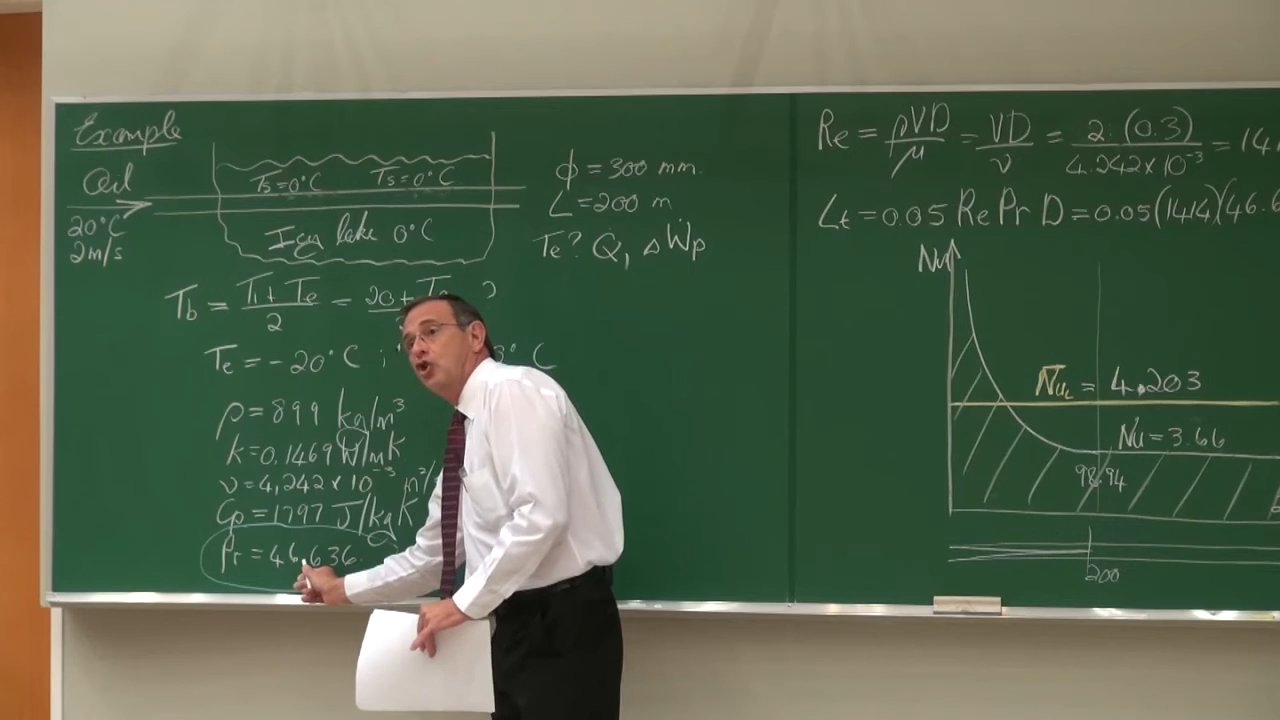 Example
Oil
20°C
2m/s
Ts=0°C Ts=0°C
Icy lake 0°C
ϕ = 300 mm.
L = 200 m
Te? Q̇, ΔẆp
Tb = (Ti + Te)/2 = 20 + T ?
Te = -20°C ; ° C
ρ = 899 kg/m³
k = 0.1469 W/mK
ν = 4,242 × 10⁻³ m²/
Cp = 1797 J/kgK
Pr = 46.636
Re = ρVD/μ = VD/ν = 2 (0.3)/4.242×10⁻³ = 14
Lt = 0.05 Re Pr D = 0.05 (1414)(46.6
Nu
Nu_L = 4.203
Nu = 3.66
98.94
200